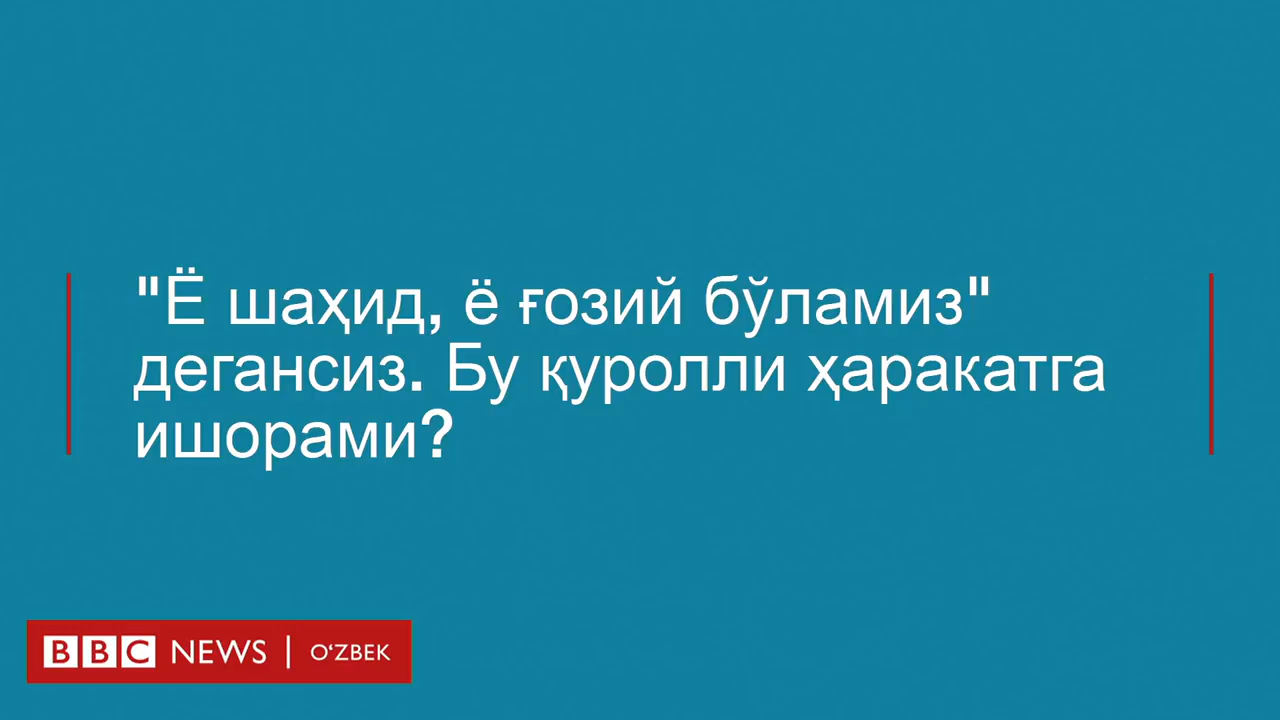 "Ё шаҳид, ё ғозий бўламиз"
дегансиз. Бу қуролли ҳаракатга
ишорами?
BBC NEWS | O‘ZBEK